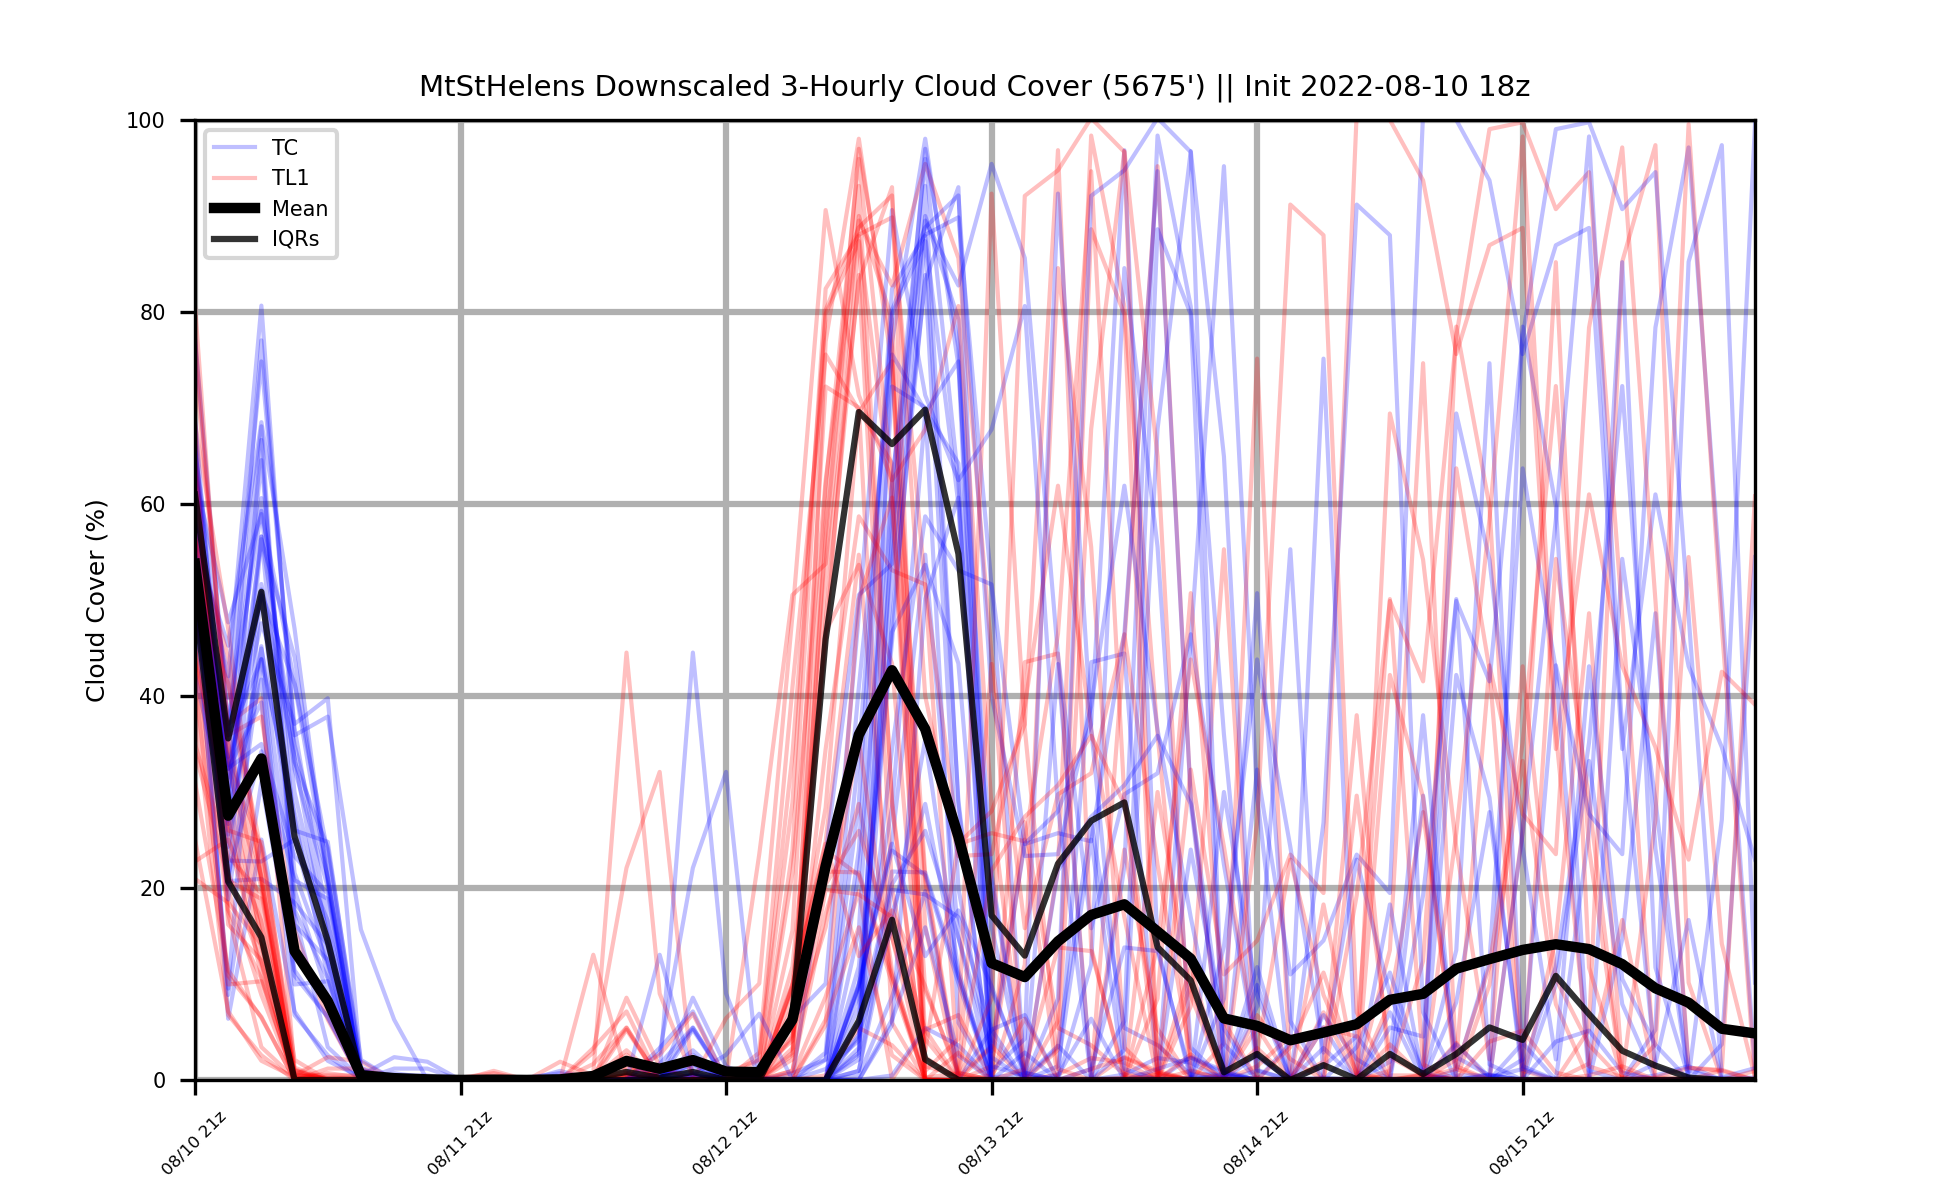 MtStHelens Downscaled 3-Hourly Cloud Cover (5675') || Init 2022-08-10 18z
TC
TL1
Mean
IQRs
Cloud Cover (%)
100
80
60
40
20
0
08/10 21z
08/11 21z
08/12 21z
08/13 21z
08/14 21z
08/15 21z